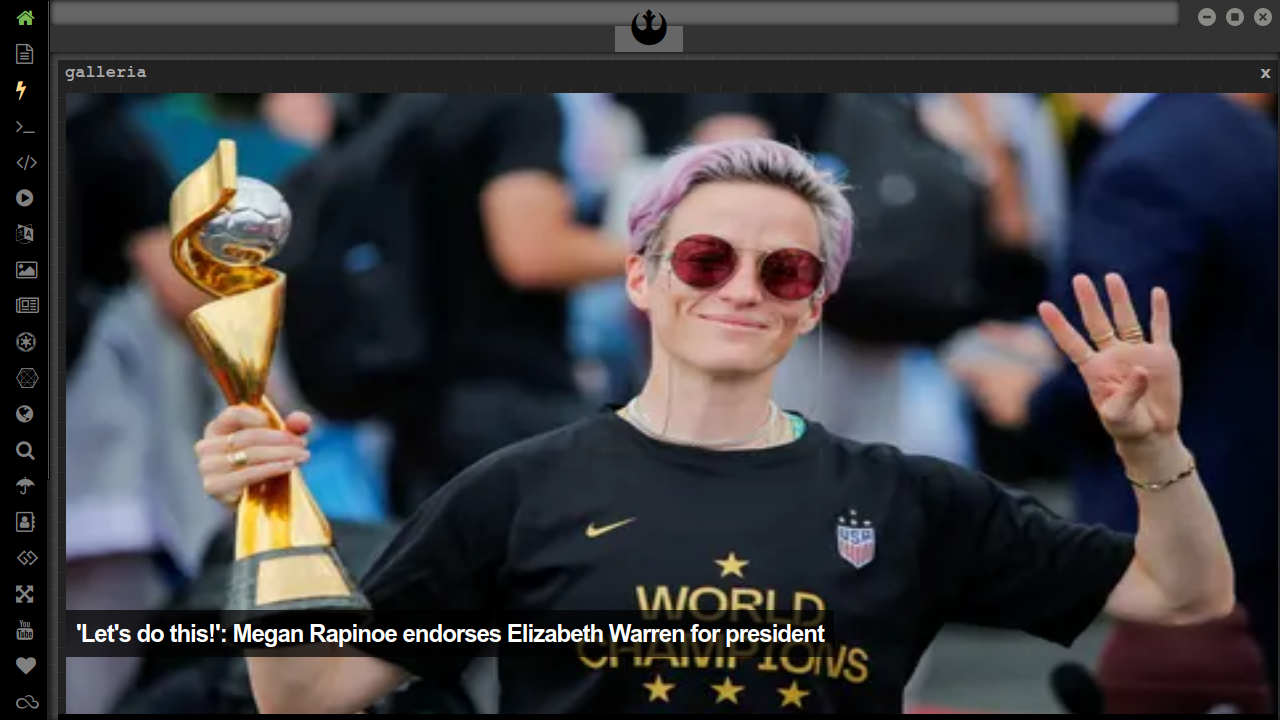 galleria
x
USA
WORLD
'Let's do this!': Megan Rapinoe endorses Elizabeth Warren for president
CHAMPIONS
You
Tube